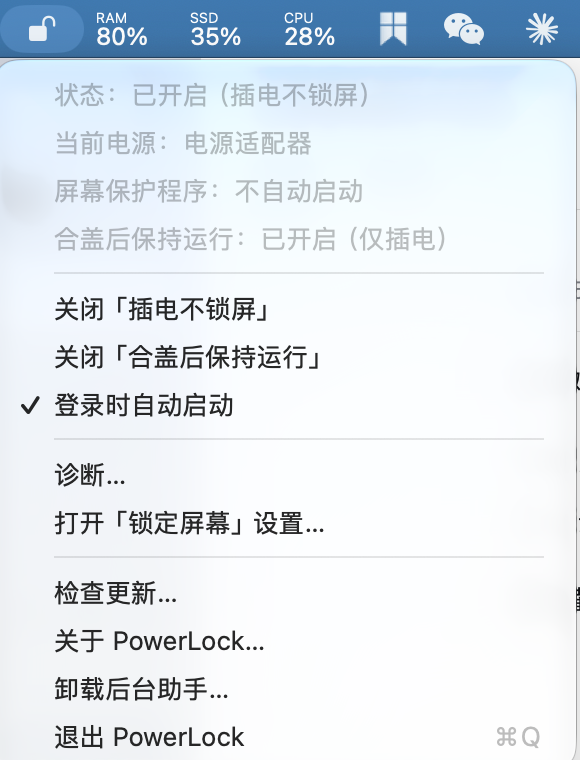 RAM SSD CPU
80% 35% 28%
状态：已开启（插电不锁屏）
当前电源：电源适配器
屏幕保护程序：不自动启动
合盖后保持运行：已开启（仅插电）
关闭「插电不锁屏」
关闭「合盖后保持运行」
✓ 登录时自动启动
诊断...
打开「锁定屏幕」设置...
检查更新...
关于 PowerLock...
卸载后台助手...
退出 PowerLock ⌘Q